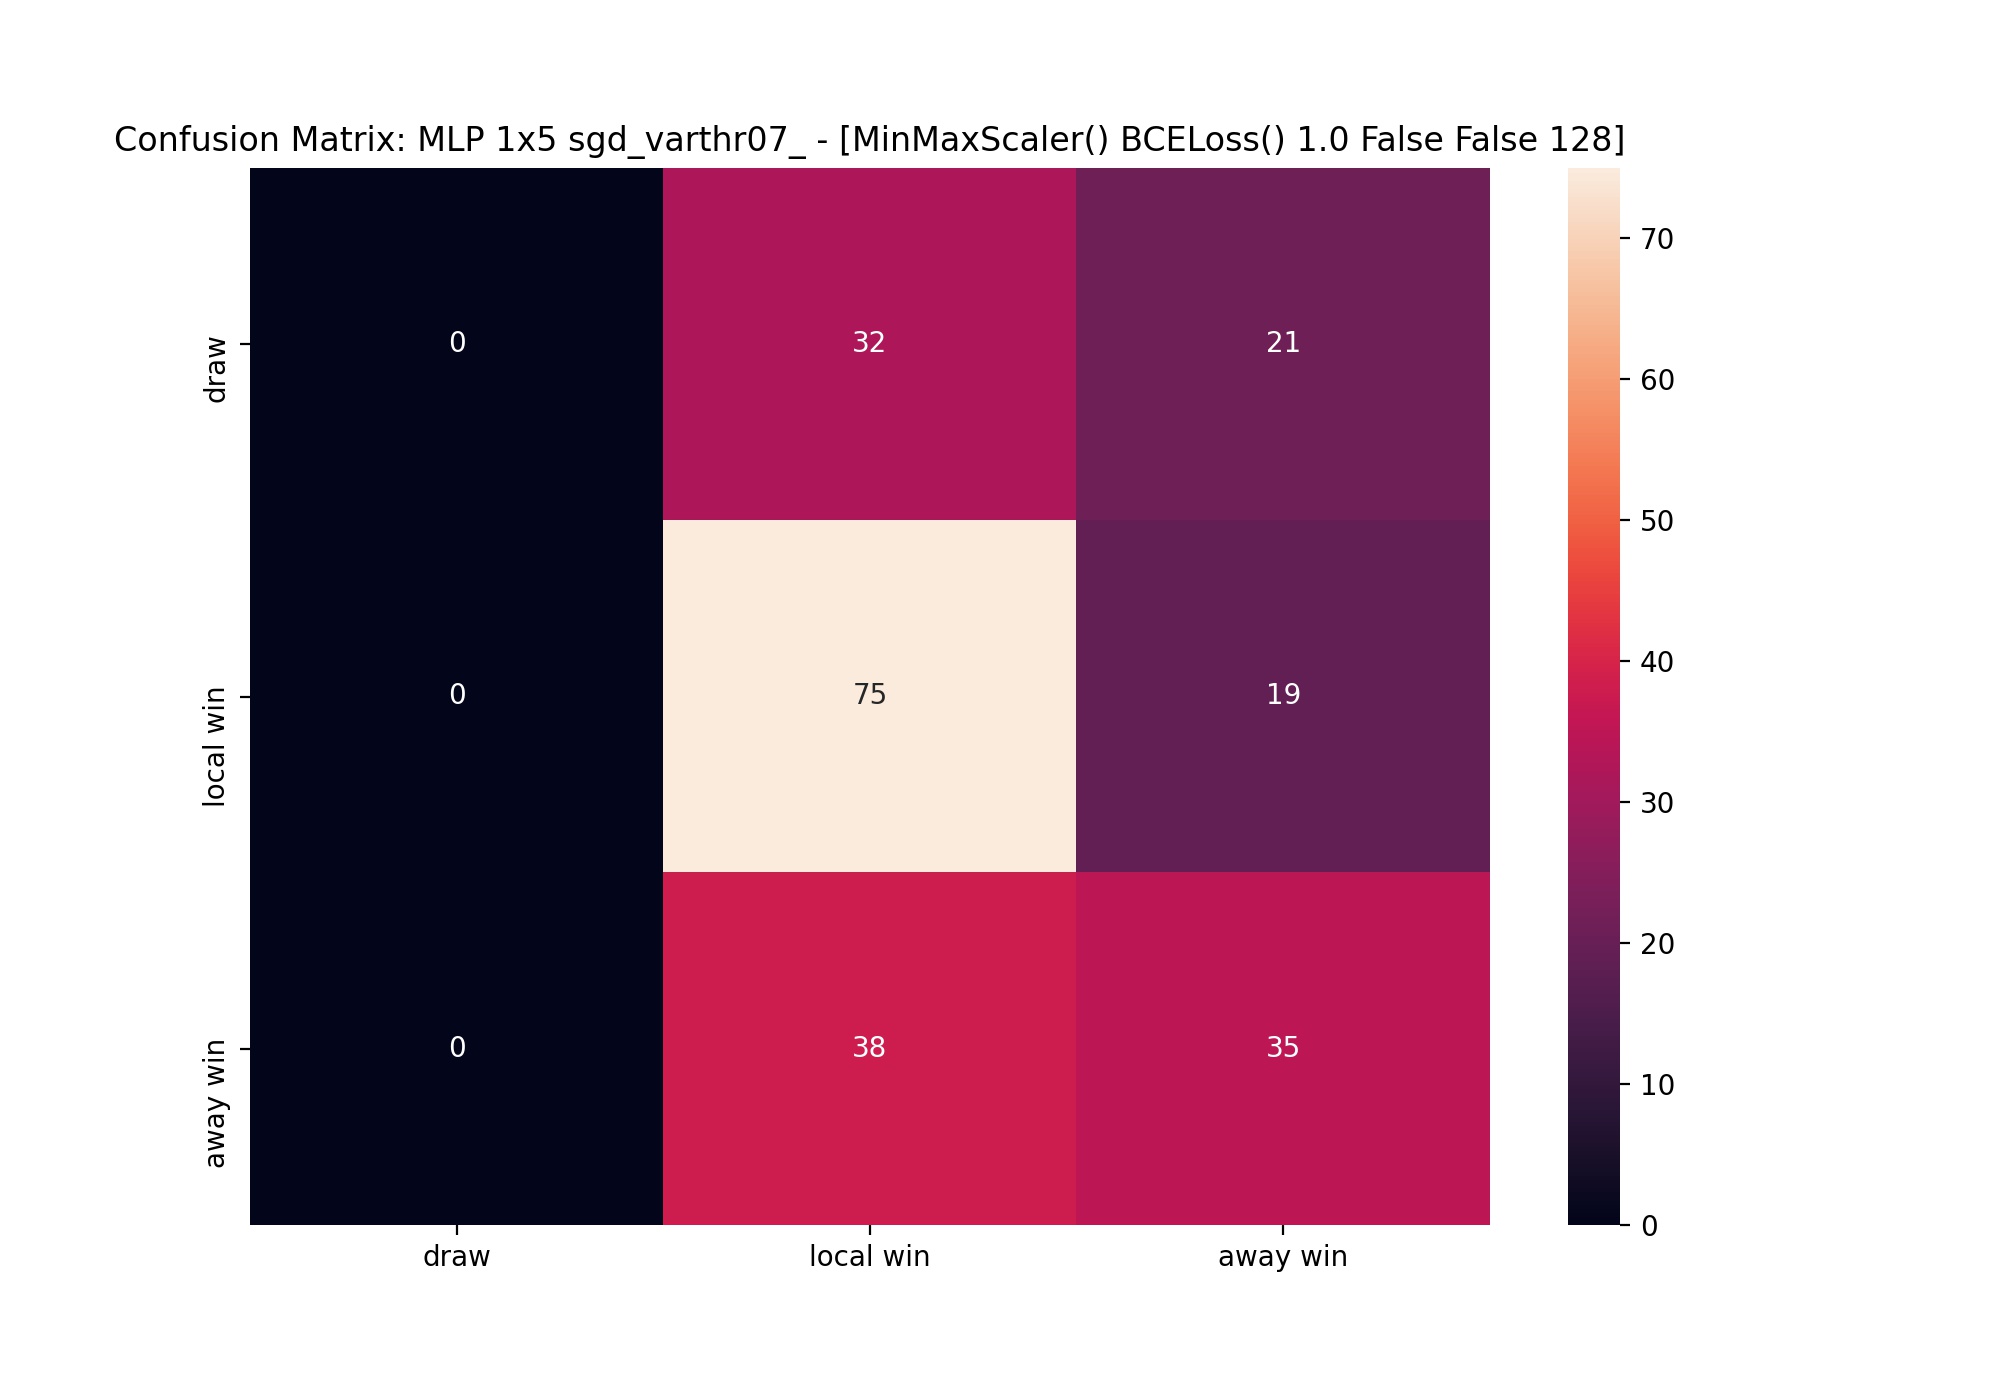 Confusion Matrix: MLP 1x5 sgd_varthr07_ - [MinMaxScaler() BCELoss() 1.0 False False 128]
draw
0
32
21
local win
0
75
19
away win
0
38
35
draw
local win
away win
70
60
50
40
30
20
10
0